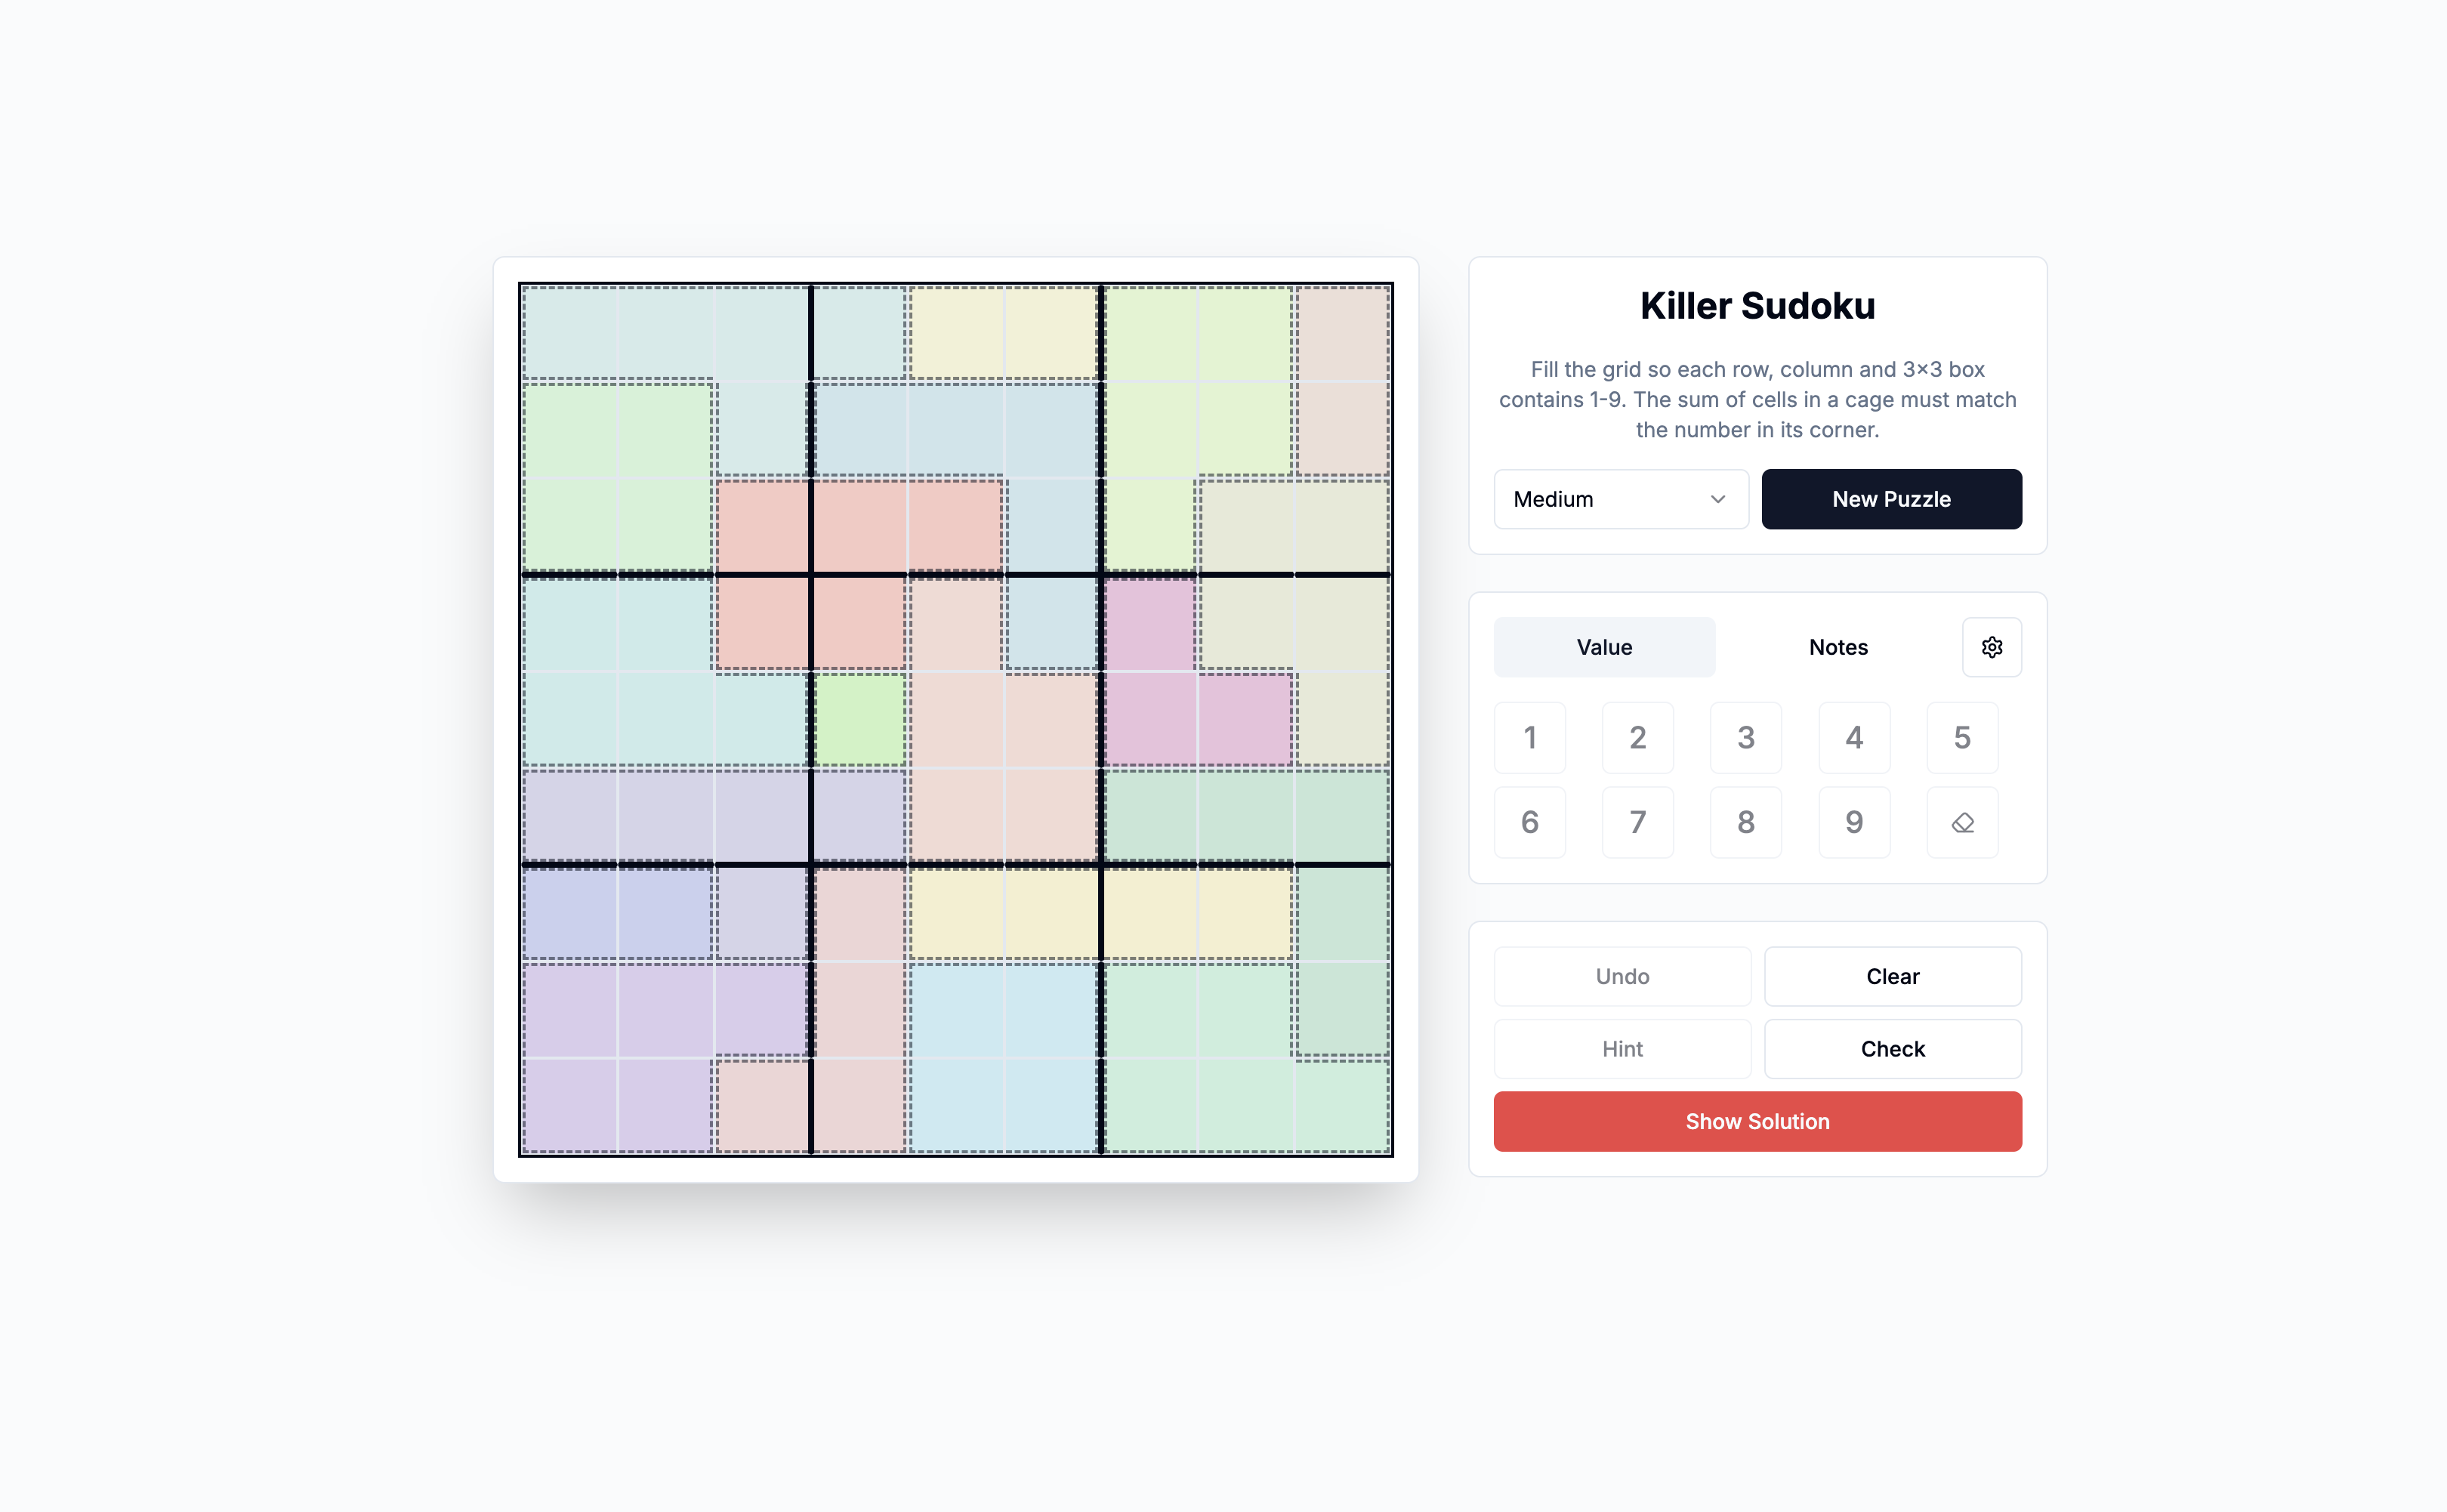 Killer Sudoku
Fill the grid so each row, column and 3×3 box
contains 1-9. The sum of cells in a cage must match
the number in its corner.
Medium
New Puzzle
Value
Notes
1 2 3 4 5
6 7 8 9
Undo
Clear
Hint
Check
Show Solution